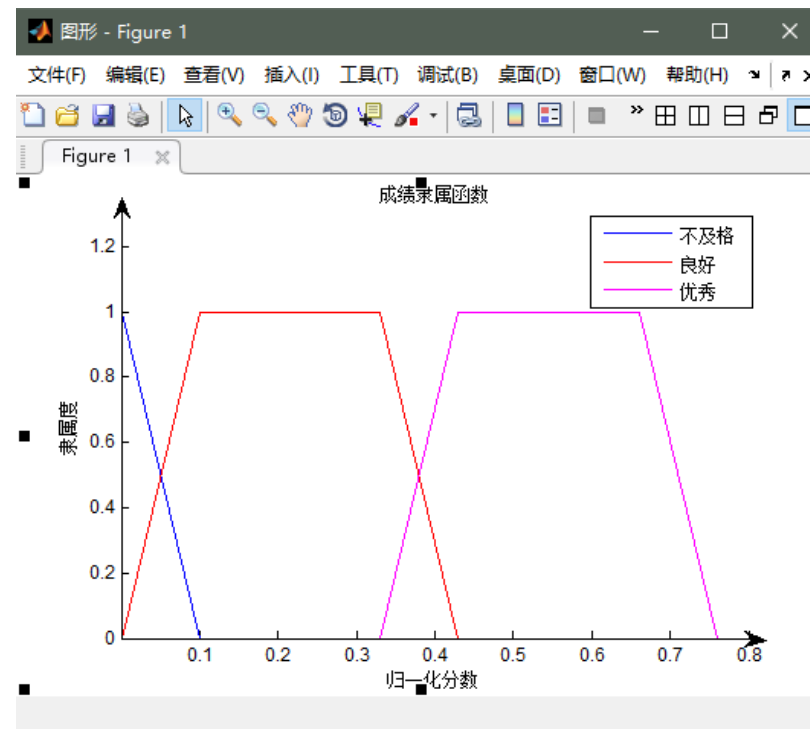 图形 - Figure 1
文件(F) 编辑(E) 查看(V) 插入(I) 工具(T) 调试(B) 桌面(D) 窗口(W) 帮助(H)
Figure 1
成绩隶属函数
不及格
良好
优秀
1.2
1
0.8
0.6
0.4
0.2
0
隶属度
0.1 0.2 0.3 0.4 0.5 0.6 0.7 0.8
归一化分数